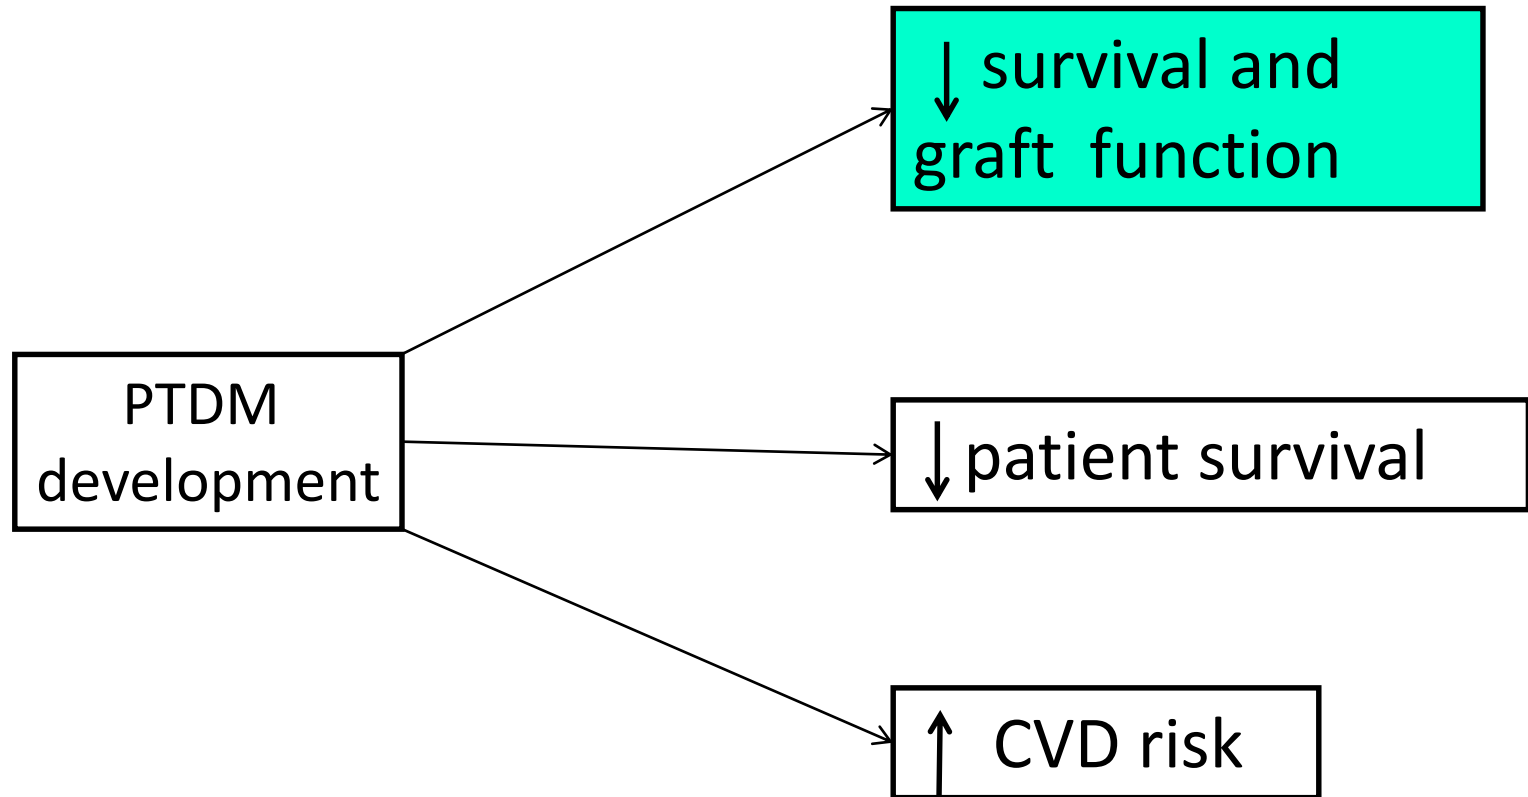 ↓ survival and
graft function
PTDM
development
↓ patient survival
↑ CVD risk